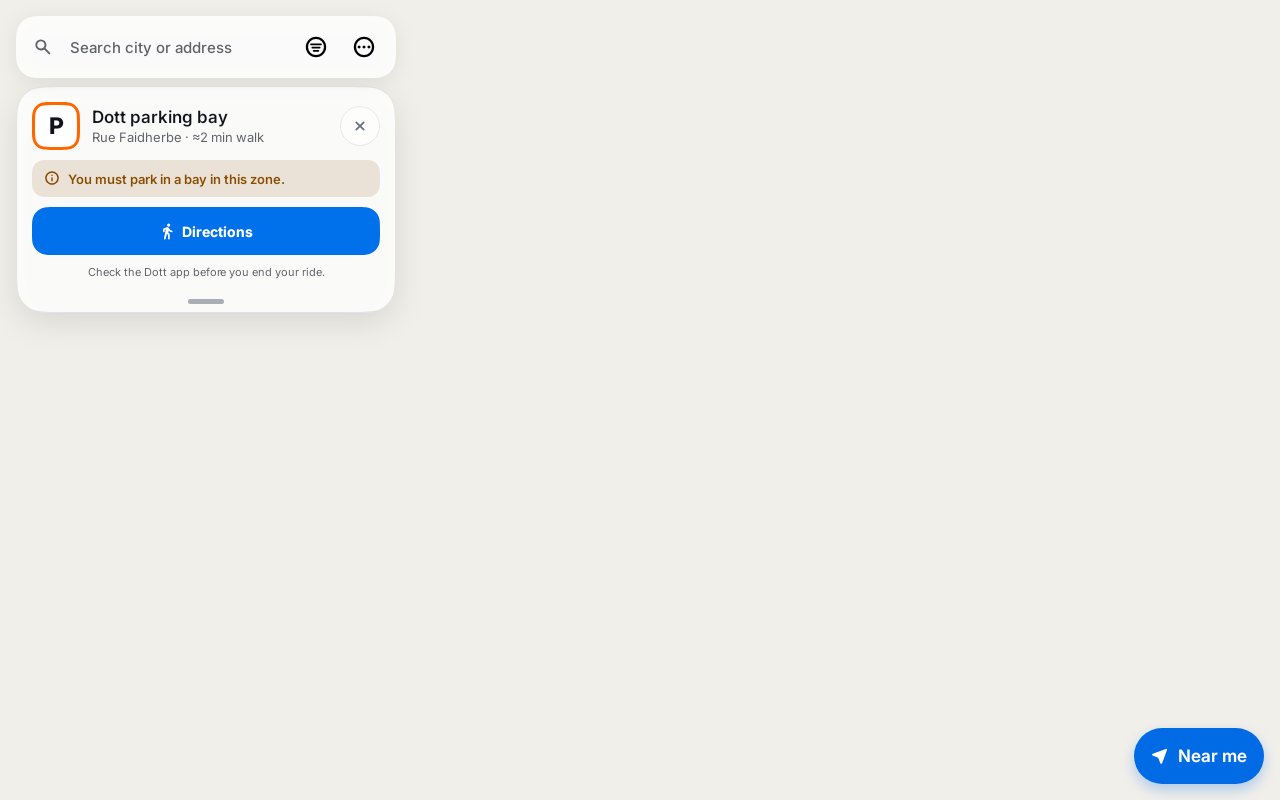 Search city or address
P
Dott parking bay
Rue Faidherbe · ≈2 min walk
You must park in a bay in this zone.
Directions
Check the Dott app before you end your ride.
Near me